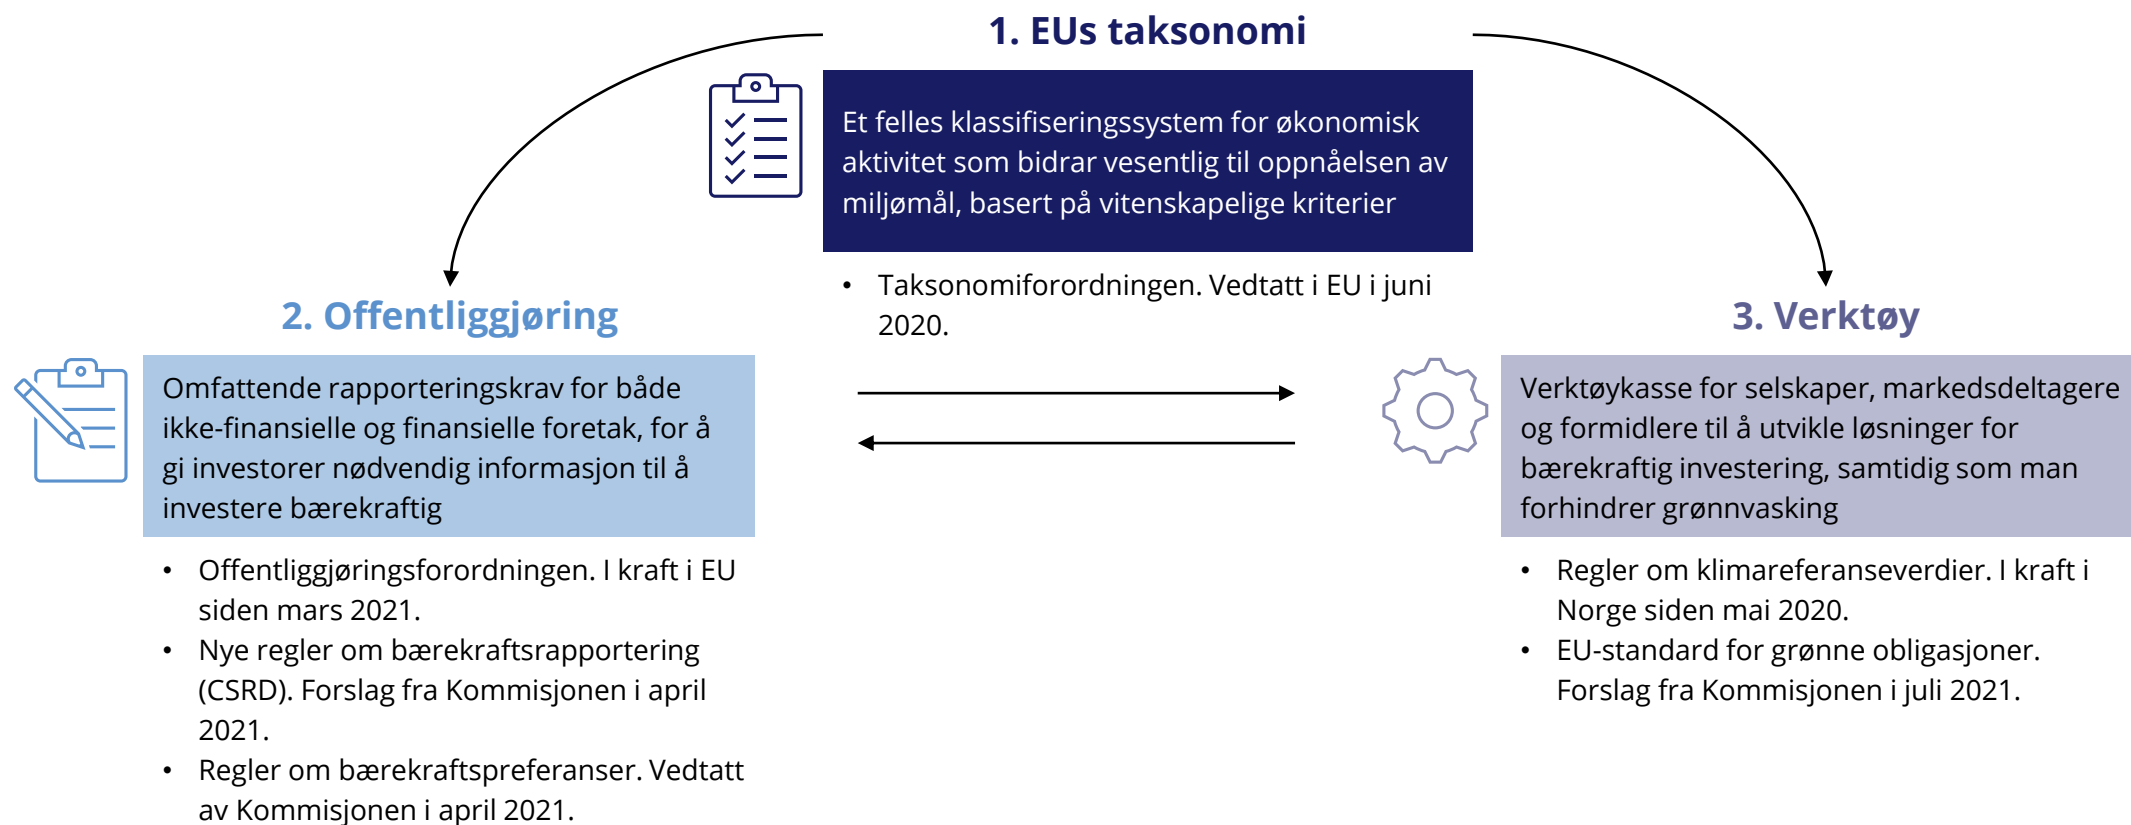 1. EUs taksonomi
Et felles klassifiseringssystem for økonomisk
aktivitet som bidrar vesentlig til oppnåelsen av
miljømål, basert på vitenskapelige kriterier
• Taksonomiforordningen. Vedtatt i EU i juni
2020.
2. Offentliggjøring
Omfattende rapporteringskrav for både
ikke-finansielle og finansielle foretak, for å
gi investorer nødvendig informasjon til å
investere bærekraftig
• Offentliggjøringsforordningen. I kraft i EU
siden mars 2021.
• Nye regler om bærekraftsrapportering
(CSRD). Forslag fra Kommisjonen i april
2021.
• Regler om bærekraftspreferanser. Vedtatt
av Kommisjonen i april 2021.
3. Verktøy
Verktøykasse for selskaper, markedsdeltagere
og formidlere til å utvikle løsninger for
bærekraftig investering, samtidig som man
forhindrer grønnvasking
• Regler om klimareferanseverdier. I kraft i
Norge siden mai 2020.
• EU-standard for grønne obligasjoner.
Forslag fra Kommisjonen i juli 2021.